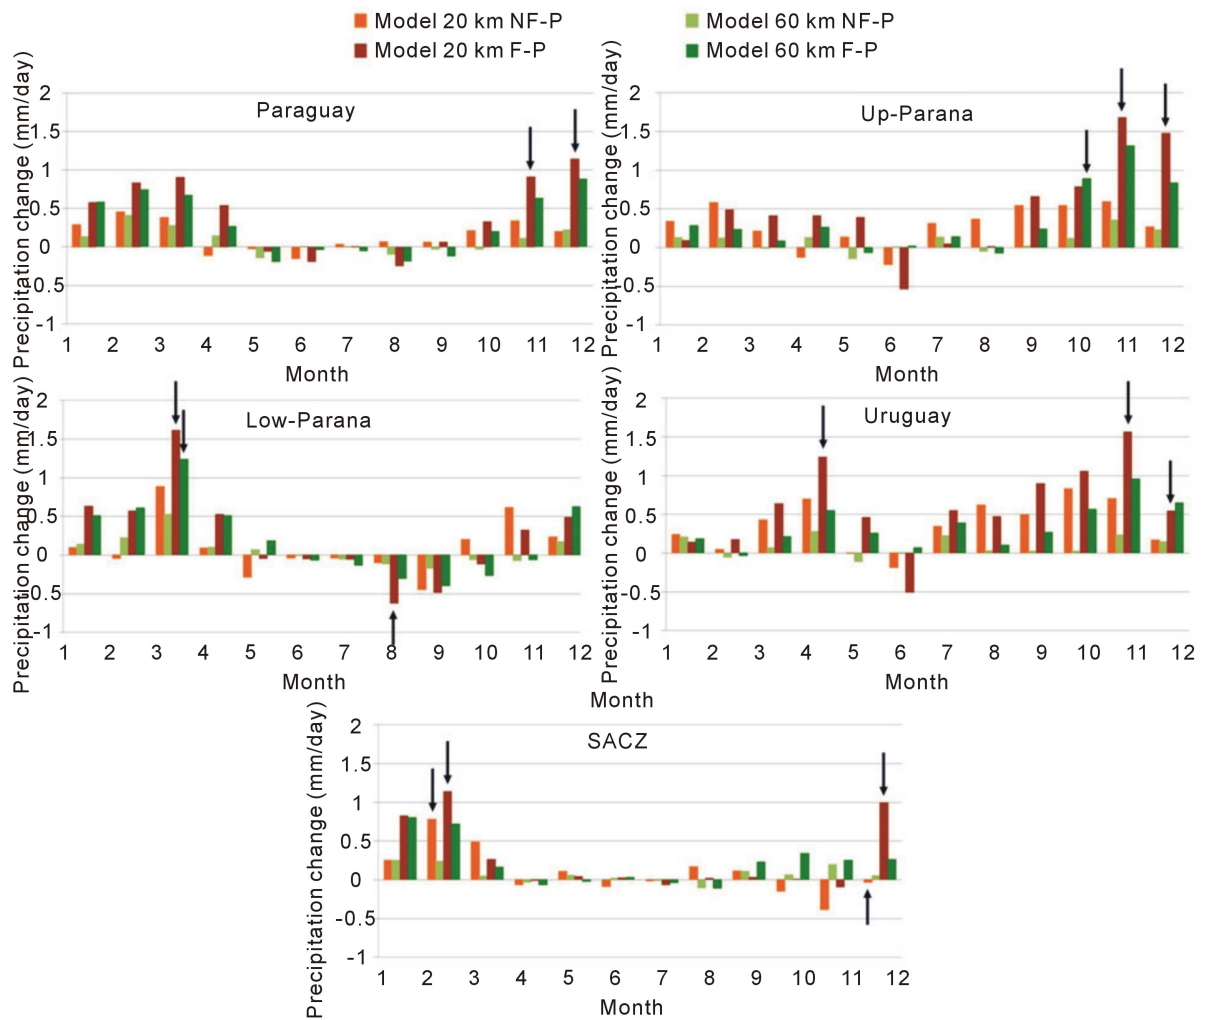 Model 20 km NF-P
Model 60 km NF-P
Model 20 km F-P
Model 60 km F-P
Precipitation change (mm/day)
Paraguay
2
1.5
1
0.5
0
-0.5
-1
1 2 3 4 5 6 7 8 9 10 11 12
Month
Precipitation change (mm/day)
Up-Parana
2
1.5
1
0.5
0
-0.5
-1
1 2 3 4 5 6 7 8 9 10 11 12
Month
Precipitation change (mm/day)
Low-Parana
2
1.5
1
0.5
0
-0.5
-1
1 2 3 4 5 6 7 8 9 10 11 12
Month
Precipitation change (mm/day)
Uruguay
2
1.5
1
0.5
0
-0.5
-1
1 2 3 4 5 6 7 8 9 10 11 12
Month
Month
Precipitation change (mm/day)
SACZ
2
1.5
1
0.5
0
-0.5
-1
1 2 3 4 5 6 7 8 9 10 11 12
Month